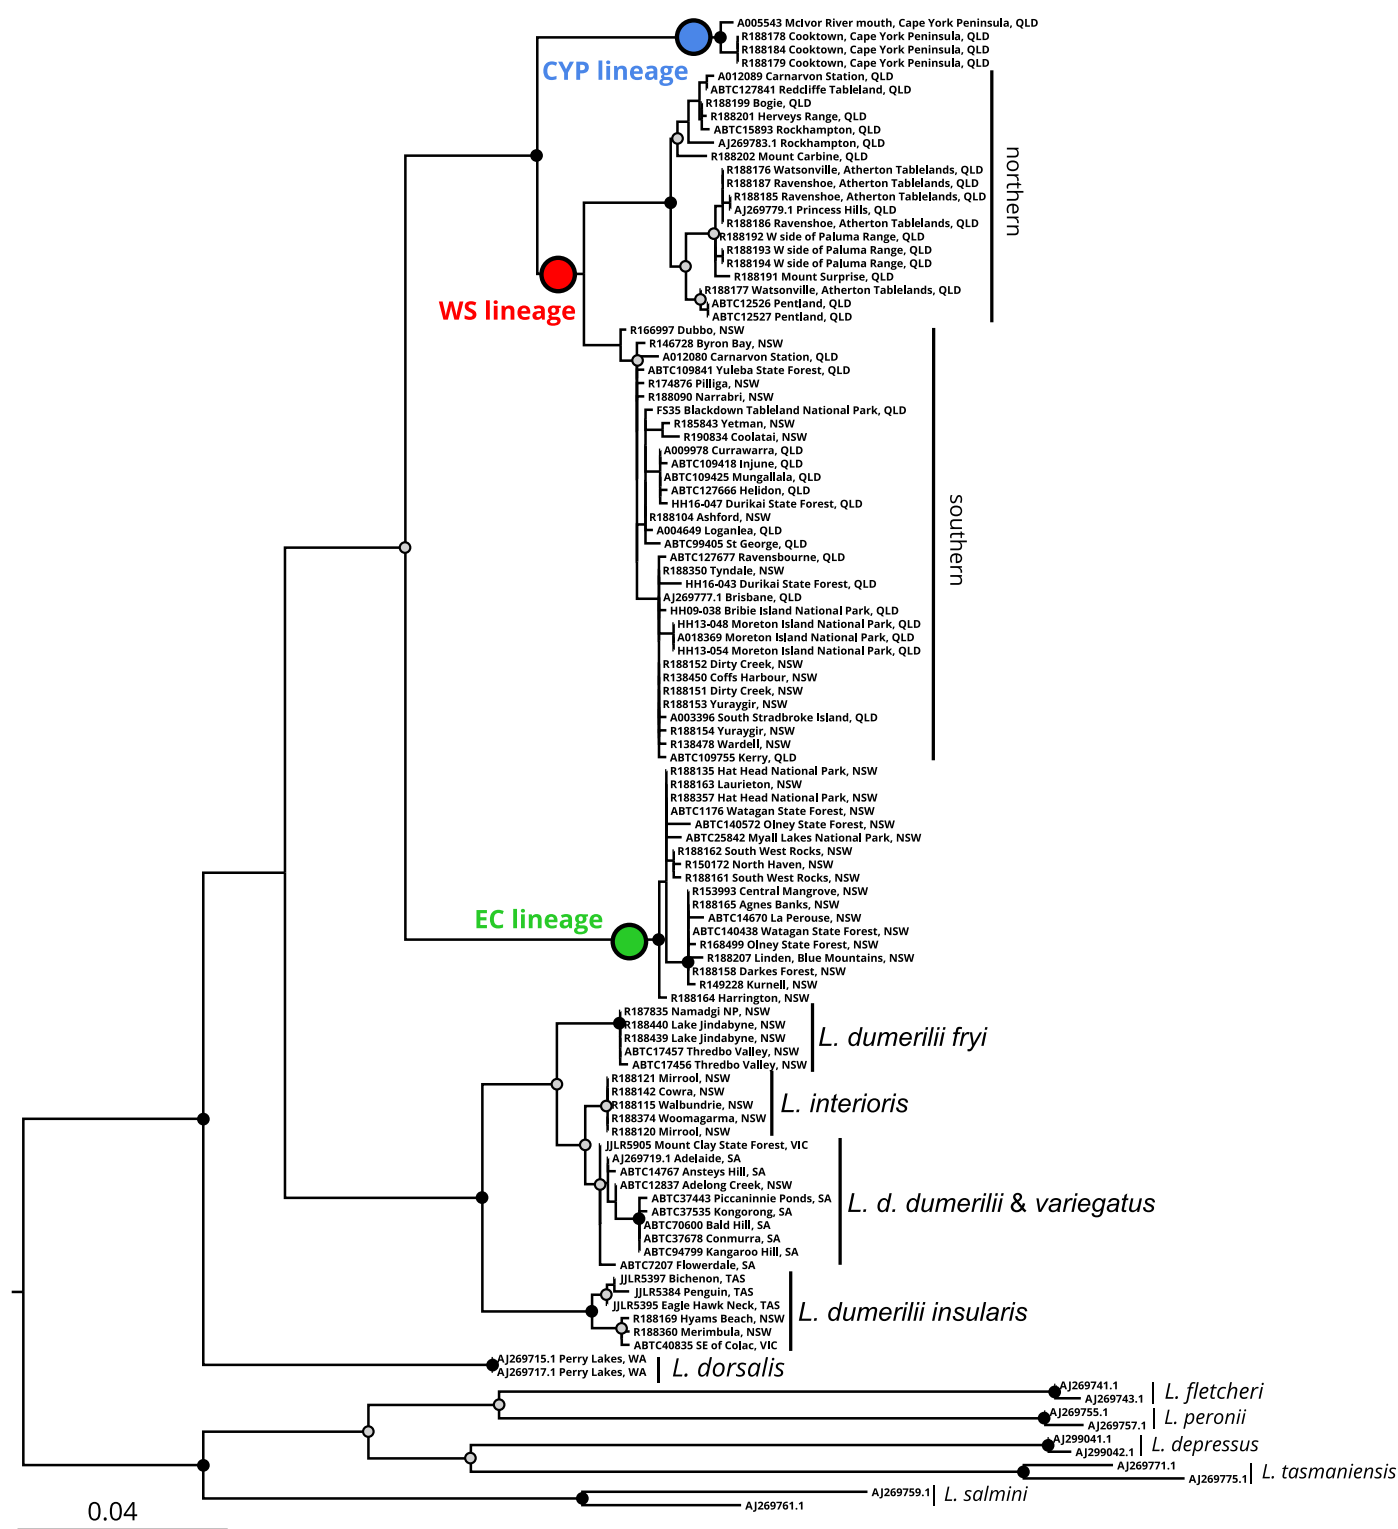 A005543 McIvor River mouth, Cape York Peninsula, QLD
R188178 Cooktown, Cape York Peninsula, QLD
R188184 Cooktown, Cape York Peninsula, QLD
R188179 Cooktown, Cape York Peninsula, QLD
CYP lineage
A012089 Carnarvon Station, QLD
ABTC127841 Redcliffe Tableland, QLD
R188199 Bogie, QLD
R188201 Herveys Range, QLD
ABTC15893 Rockhampton, QLD
AJ269783.1 Rockhampton, QLD
R188202 Mount Carbine, QLD
R188176 Watsonville, Atherton Tablelands, QLD
R188187 Ravenshoe, Atherton Tablelands, QLD
R188185 Ravenshoe, Atherton Tablelands, QLD
AJ269779.1 Princess Hills, QLD
R188186 Ravenshoe, Atherton Tablelands, QLD
R188192 W side of Paluma Range, QLD
R188193 W side of Paluma Range, QLD
R188194 W side of Paluma Range, QLD
R188191 Mount Surprise, QLD
R188177 Watsonville, Atherton Tablelands, QLD
ABTC12526 Pentland, QLD
ABTC12527 Pentland, QLD
northern
WS lineage
R166997 Dubbo, NSW
R146728 Byron Bay, NSW
A012080 Carnarvon Station, QLD
ABTC109841 Yuleba State Forest, QLD
R174876 Pilliga, NSW
R188090 Narrabri, NSW
FS35 Blackdown Tableland National Park, QLD
R185843 Yetman, NSW
R190834 Coolatai, NSW
A009978 Currawarra, QLD
ABTC109418 Injune, QLD
ABTC109425 Mungallala, QLD
ABTC127666 Helidon, QLD
HH16-047 Durikai State Forest, QLD
R188104 Ashford, NSW
A004649 Loganlea, QLD
ABTC99405 St George, QLD
ABTC127677 Ravensbourne, QLD
R188350 Tyndale, NSW
HH16-043 Durikai State Forest, QLD
AJ269777.1 Brisbane, QLD
HH09-038 Bribie Island National Park, QLD
HH13-048 Moreton Island National Park, QLD
A018369 Moreton Island National Park, QLD
HH13-054 Moreton Island National Park, QLD
R188152 Dirty Creek, NSW
R138450 Coffs Harbour, NSW
R188151 Dirty Creek, NSW
R188153 Yuraygir, NSW
A003396 South Stradbroke Island, QLD
R188154 Yuraygir, NSW
R138478 Wardell, NSW
ABTC109755 Kerry, QLD
southern
R188135 Hat Head National Park, NSW
R188163 Laurieton, NSW
R188357 Hat Head National Park, NSW
ABTC1176 Watagan State Forest, NSW
ABTC140572 Olney State Forest, NSW
ABTC25842 Myall Lakes National Park, NSW
R188162 South West Rocks, NSW
R150172 North Haven, NSW
R188161 South West Rocks, NSW
R153993 Central Mangrove, NSW
R188165 Agnes Banks, NSW
ABTC14670 La Perouse, NSW
EC lineage
ABTC140438 Watagan State Forest, NSW
R168499 Olney State Forest, NSW
R188207 Linden, Blue Mountains, NSW
R188158 Darkes Forest, NSW
R149228 Kurnell, NSW
R188164 Harrington, NSW
R187835 Namadgi NP, NSW
R188440 Lake Jindabyne, NSW
R188439 Lake Jindabyne, NSW
ABTC17457 Thredbo Valley, NSW
ABTC17456 Thredbo Valley, NSW
L. dumerilii fryi
R188121 Mirrool, NSW
R188142 Cowra, NSW
R188115 Walbundrie, NSW
R188374 Woomagarma, NSW
R188120 Mirrool, NSW
L. interioris
JJLR5905 Mount Clay State Forest, VIC
AJ269719.1 Adelaide, SA
ABTC14767 Ansteys Hill, SA
ABTC12837 Adelong Creek, NSW
ABTC37443 Piccaninnie Ponds, SA
ABTC37535 Kongorong, SA
ABTC70600 Bald Hill, SA
ABTC37678 Conmurra, SA
ABTC94799 Kangaroo Hill, SA
ABTC7207 Flowerdale, SA
L. d. dumerilii & variegatus
JJLR5397 Bichenon, TAS
JJLR5384 Penguin, TAS
JJLR5395 Eagle Hawk Neck, TAS
R188169 Hyams Beach, NSW
R188360 Merimbula, NSW
ABTC40835 SE of Colac, VIC
L. dumerilii insularis
AJ269715.1 Perry Lakes, WA
AJ269717.1 Perry Lakes, WA
L. dorsalis
AJ269741.1
AJ269743.1
L. fletcheri
AJ269755.1
AJ269757.1
L. peronii
AJ299041.1
AJ299042.1
L. depressus
AJ269771.1
AJ269775.1
L. tasmaniensis
AJ269759.1
AJ269761.1
L. salmini
0.04